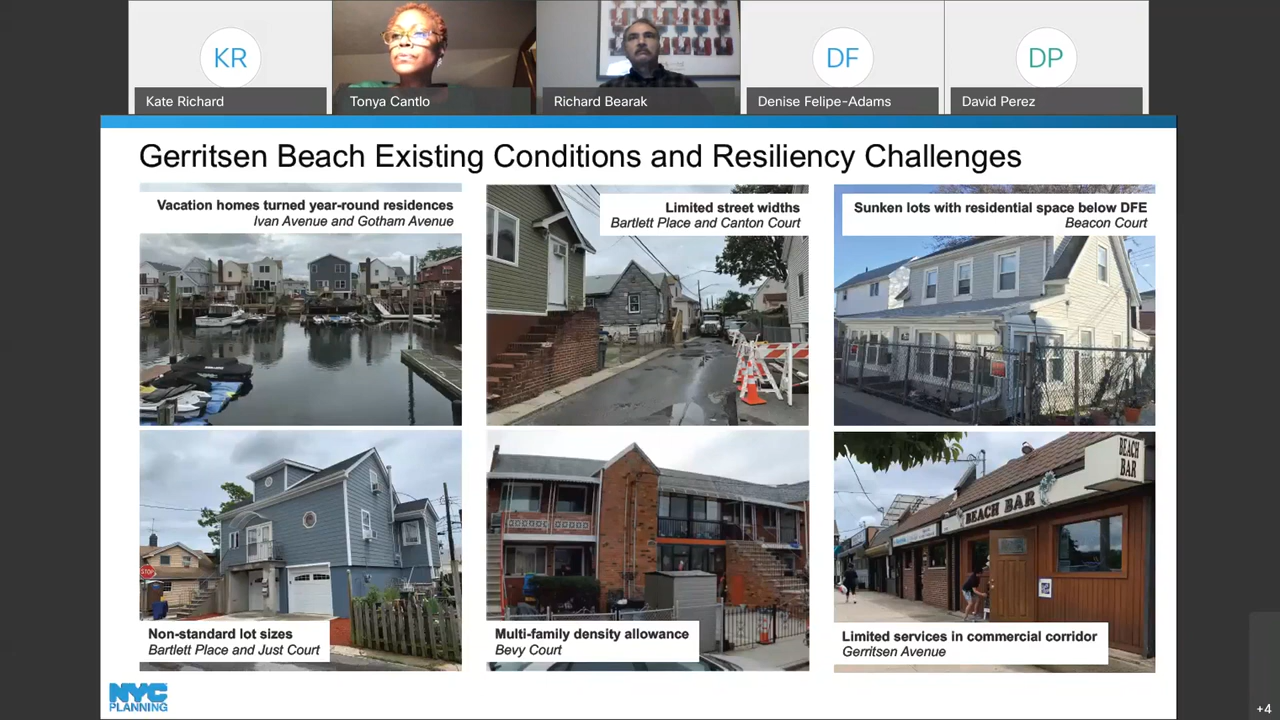 KR
DF
DP
Kate Richard
Tonya Cantlo
Richard Bearak
Denise Felipe-Adams
David Perez
Gerritsen Beach Existing Conditions and Resiliency Challenges
Vacation homes turned year-round residences
Ivan Avenue and Gotham Avenue
Limited street widths
Bartlett Place and Canton Court
Sunken lots with residential space below DFE
Beacon Court
STOP
Non-standard lot sizes
Bartlett Place and Just Court
Multi-family density allowance
Bevy Court
BEACH
BAR
BEACH BAR
Limited services in commercial corridor
Gerritsen Avenue
NYC
PLANNING
+4